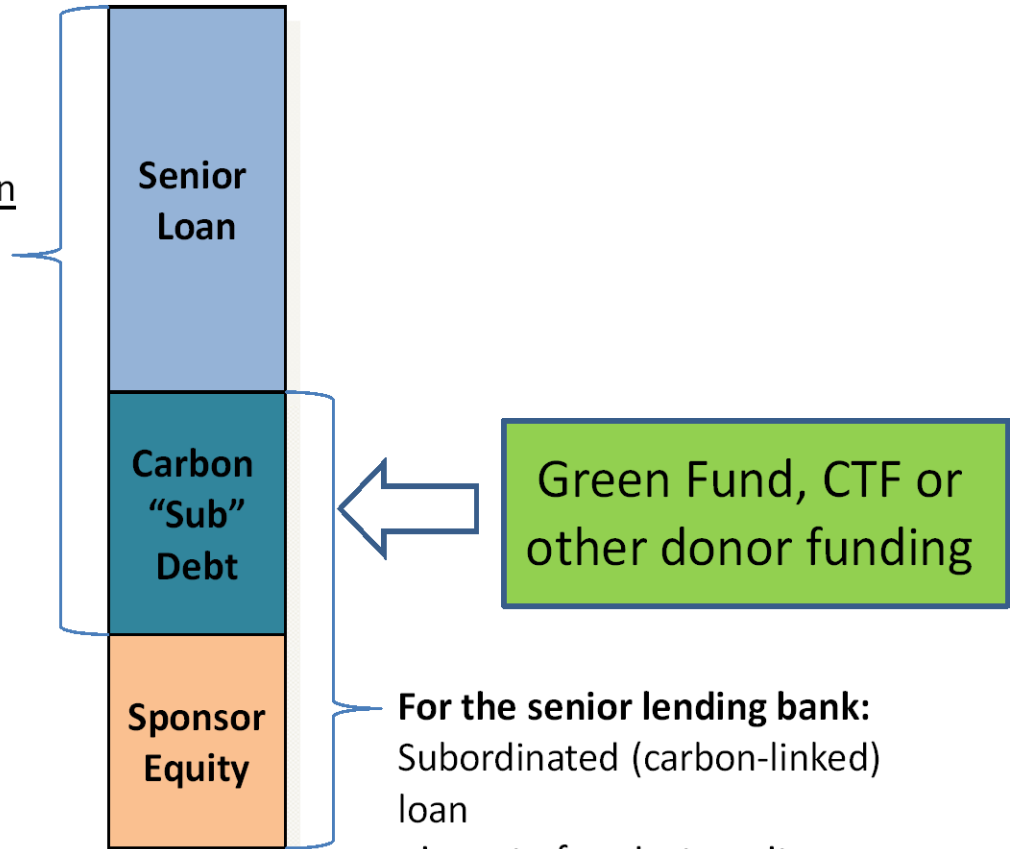 Senior
Loan
Carbon
“Sub”
Debt
Sponsor
Equity
Green Fund, CTF or
other donor funding
For the senior lending bank:
Subordinated (carbon-linked)
loan